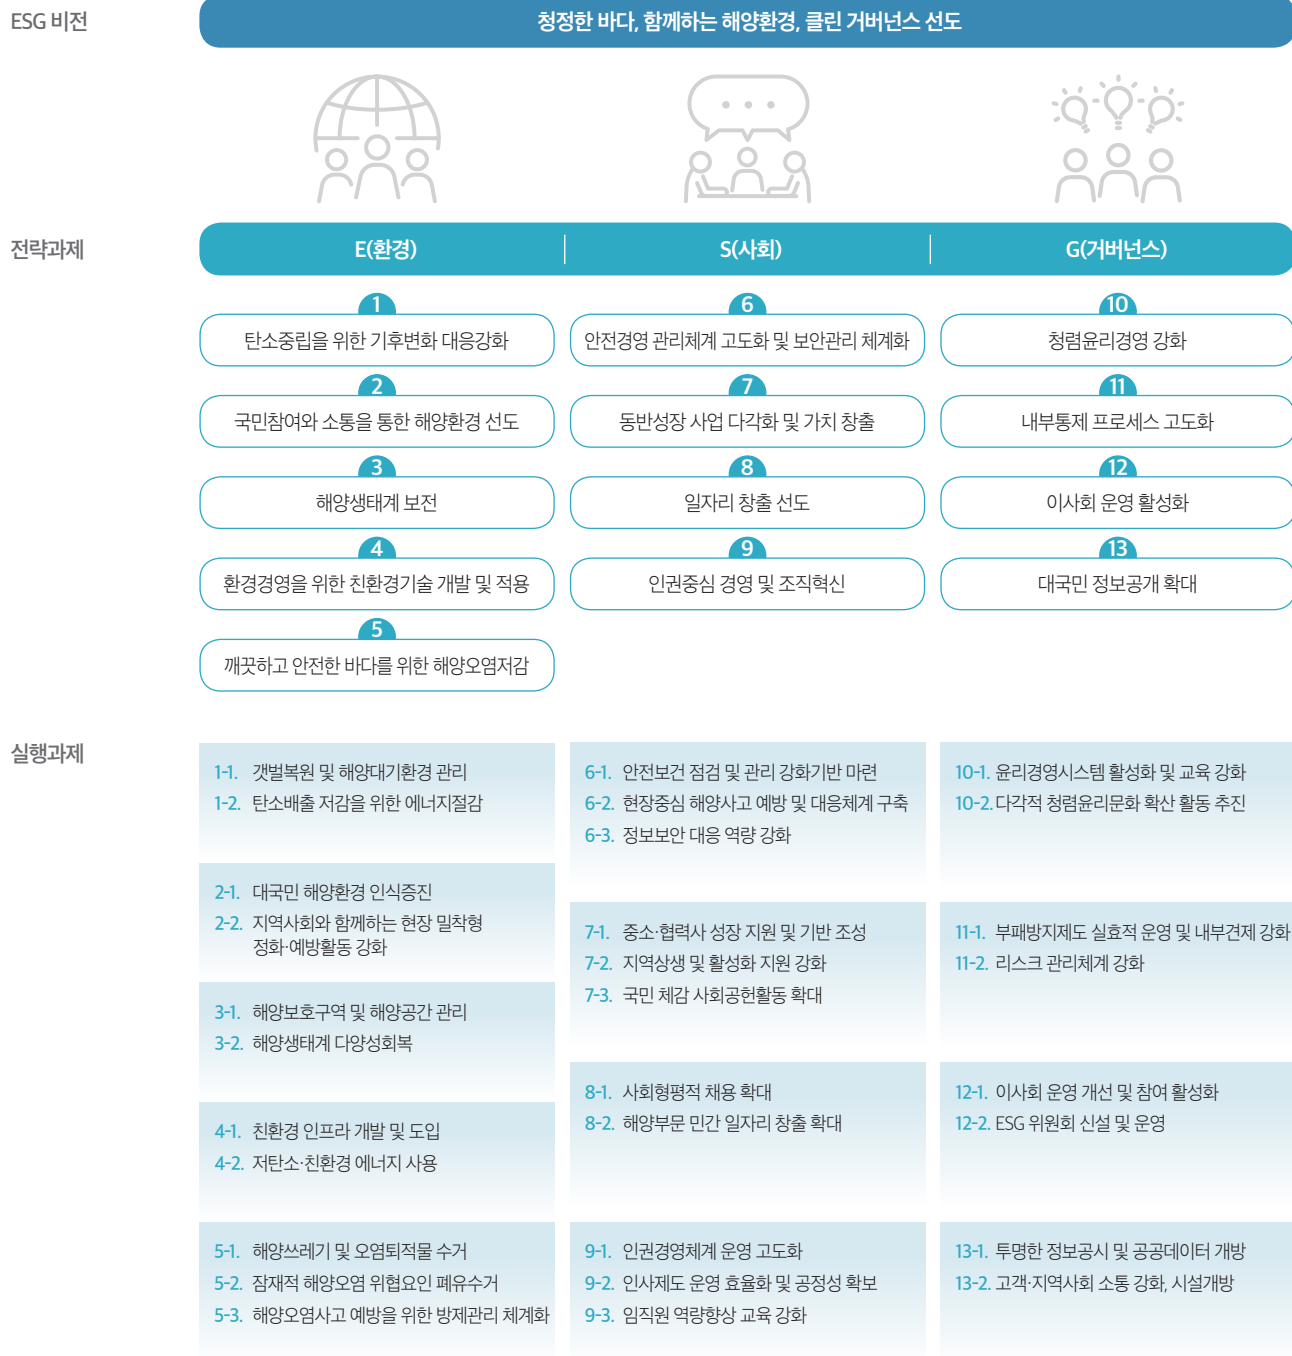 ESG 비전
청정한 바다, 함께하는 해양환경, 클린 거버넌스 선도
전략과제
E(환경)
S(사회)
G(거버넌스)
1
탄소중립을 위한 기후변화 대응강화
2
국민참여와 소통을 통한 해양환경 선도
3
해양생태계 보전
4
환경경영을 위한 친환경기술 개발 및 적용
5
깨끗하고 안전한 바다를 위한 해양오염저감
6
안전경영 관리체계 고도화 및 보안관리 체계화
7
동반성장 사업 다각화 및 가치 창출
8
일자리 창출 선도
9
인권중심 경영 및 조직혁신
10
청렴윤리경영 강화
11
내부통제 프로세스 고도화
12
이사회 운영 활성화
13
대국민 정보공개 확대
실행과제
1-1. 갯벌복원 및 해양대기환경 관리
1-2. 탄소배출 저감을 위한 에너지절감
2-1. 대국민 해양환경 인식증진
2-2. 지역사회와 함께하는 현장 밀착형
정화·예방활동 강화
3-1. 해양보호구역 및 해양공간 관리
3-2. 해양생태계 다양성회복
4-1. 친환경 인프라 개발 및 도입
4-2. 저탄소·친환경 에너지 사용
5-1. 해양쓰레기 및 오염퇴적물 수거
5-2. 잠재적 해양오염 위협요인 폐유수거
5-3. 해양오염사고 예방을 위한 방제관리 체계화
6-1. 안전보건 점검 및 관리 강화기반 마련
6-2. 현장중심 해양사고 예방 및 대응체계 구축
6-3. 정보보안 대응 역량 강화
7-1. 중소·협력사 성장 지원 및 기반 조성
7-2. 지역상생 및 활성화 지원 강화
7-3. 국민 체감 사회공헌활동 확대
8-1. 사회형평적 채용 확대
8-2. 해양부문 민간 일자리 창출 확대
9-1. 인권경영체계 운영 고도화
9-2. 인사제도 운영 효율화 및 공정성 확보
9-3. 임직원 역량향상 교육 강화
10-1. 윤리경영시스템 활성화 및 교육 강화
10-2. 다각적 청렴윤리문화 확산 활동 추진
11-1. 부패방지제도 실효적 운영 및 내부견제 강화
11-2. 리스크 관리체계 강화
12-1. 이사회 운영 개선 및 참여 활성화
12-2. ESG 위원회 신설 및 운영
13-1. 투명한 정보공시 및 공공데이터 개방
13-2. 고객·지역사회 소통 강화, 시설개방